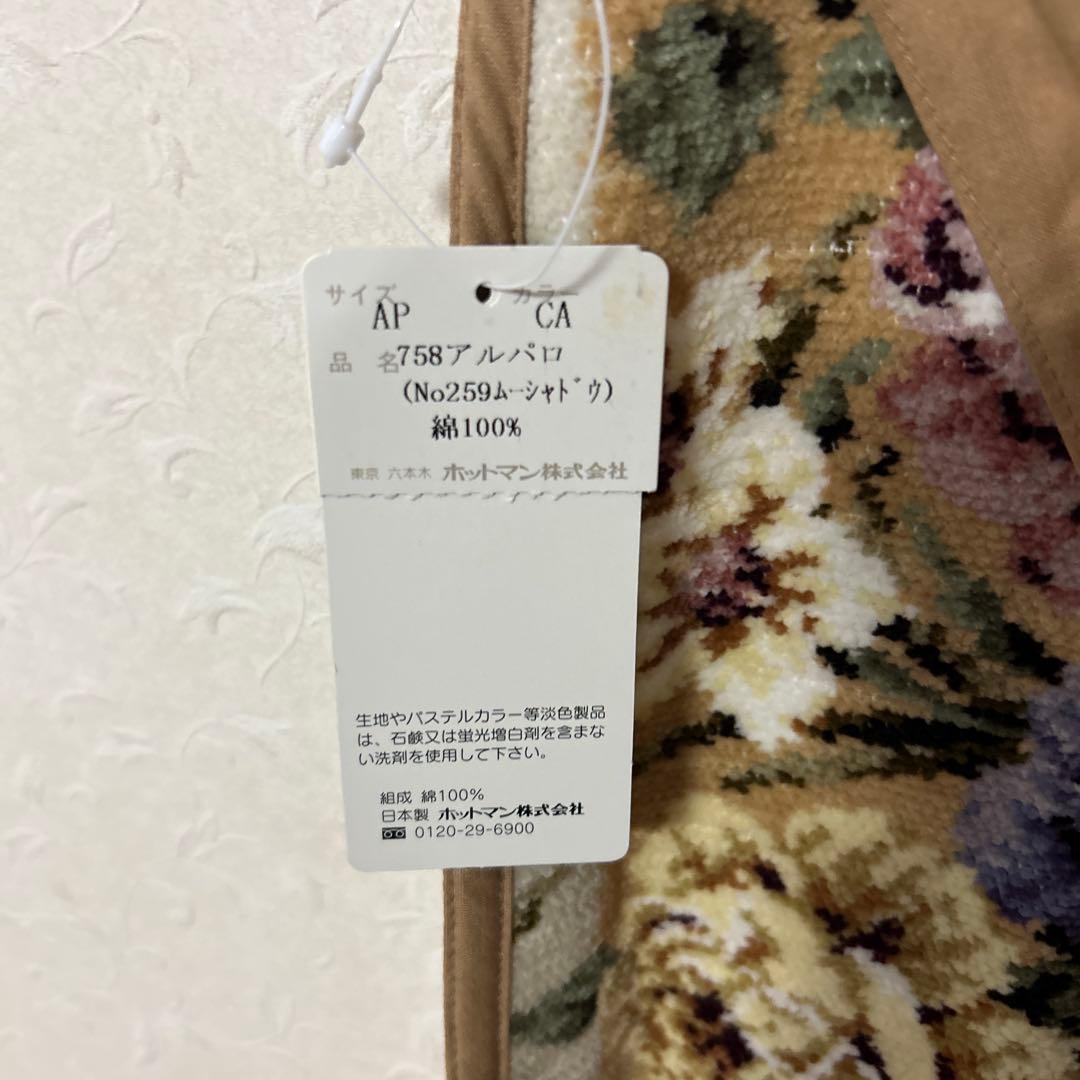 サイズ カラー
AP CA
品 名 758アルパロ
(No259ﾑｰｼｬﾄﾞｳ)
綿100%
東京 六本木 ホットマン株式会社
生地やパステルカラー等淡色製品
は、石鹸又は蛍光増白剤を含まな
い洗剤を使用して下さい。
組成 綿100%
日本製 ホットマン株式会社
0120-29-6900